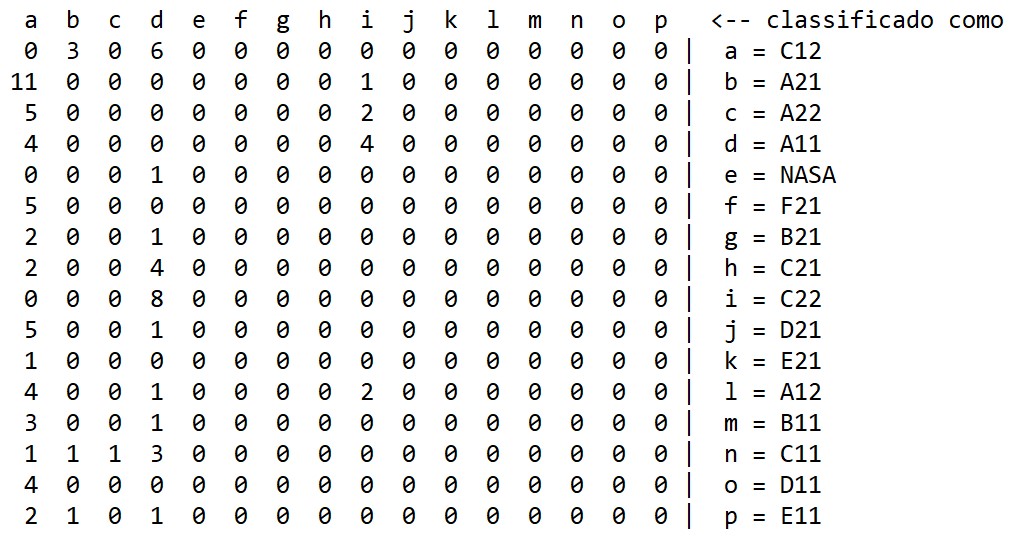 a b c d e f g h i j k l m n o p <-- classificado como
0 3 0 6 0 0 0 0 0 0 0 0 0 0 0 0 | a = C12
11 0 0 0 0 0 0 0 1 0 0 0 0 0 0 0 | b = A21
5 0 0 0 0 0 0 0 2 0 0 0 0 0 0 0 | c = A22
4 0 0 0 0 0 0 0 4 0 0 0 0 0 0 0 | d = A11
0 0 0 1 0 0 0 0 0 0 0 0 0 0 0 0 | e = NASA
5 0 0 0 0 0 0 0 0 0 0 0 0 0 0 0 | f = F21
2 0 0 1 0 0 0 0 0 0 0 0 0 0 0 0 | g = B21
2 0 0 4 0 0 0 0 0 0 0 0 0 0 0 0 | h = C21
0 0 0 8 0 0 0 0 0 0 0 0 0 0 0 0 | i = C22
5 0 0 1 0 0 0 0 0 0 0 0 0 0 0 0 | j = D21
1 0 0 0 0 0 0 0 0 0 0 0 0 0 0 0 | k = E21
4 0 0 1 0 0 0 0 2 0 0 0 0 0 0 0 | l = A12
3 0 0 1 0 0 0 0 0 0 0 0 0 0 0 0 | m = B11
1 1 1 3 0 0 0 0 0 0 0 0 0 0 0 0 | n = C11
4 0 0 0 0 0 0 0 0 0 0 0 0 0 0 0 | o = D11
2 1 0 1 0 0 0 0 0 0 0 0 0 0 0 0 | p = E11